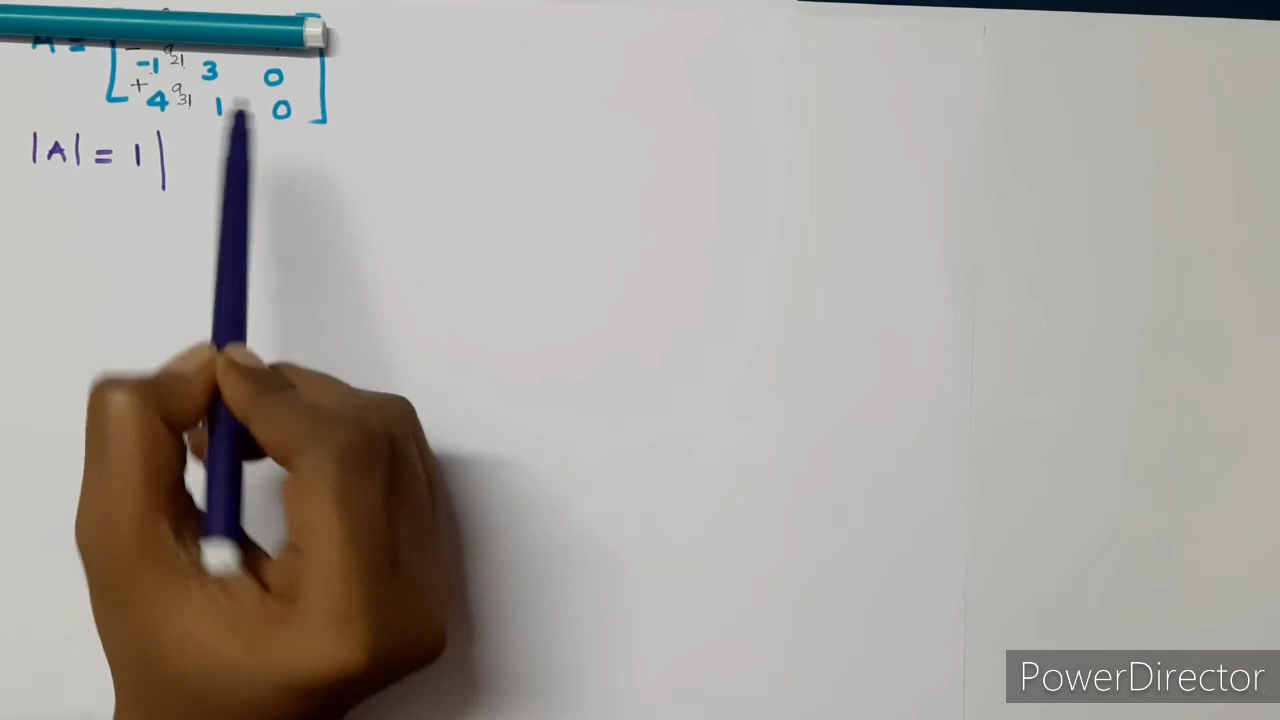 A =
-1 a21 3 0
+ 4 a31 1 0
|A| = 1 |
PowerDirector